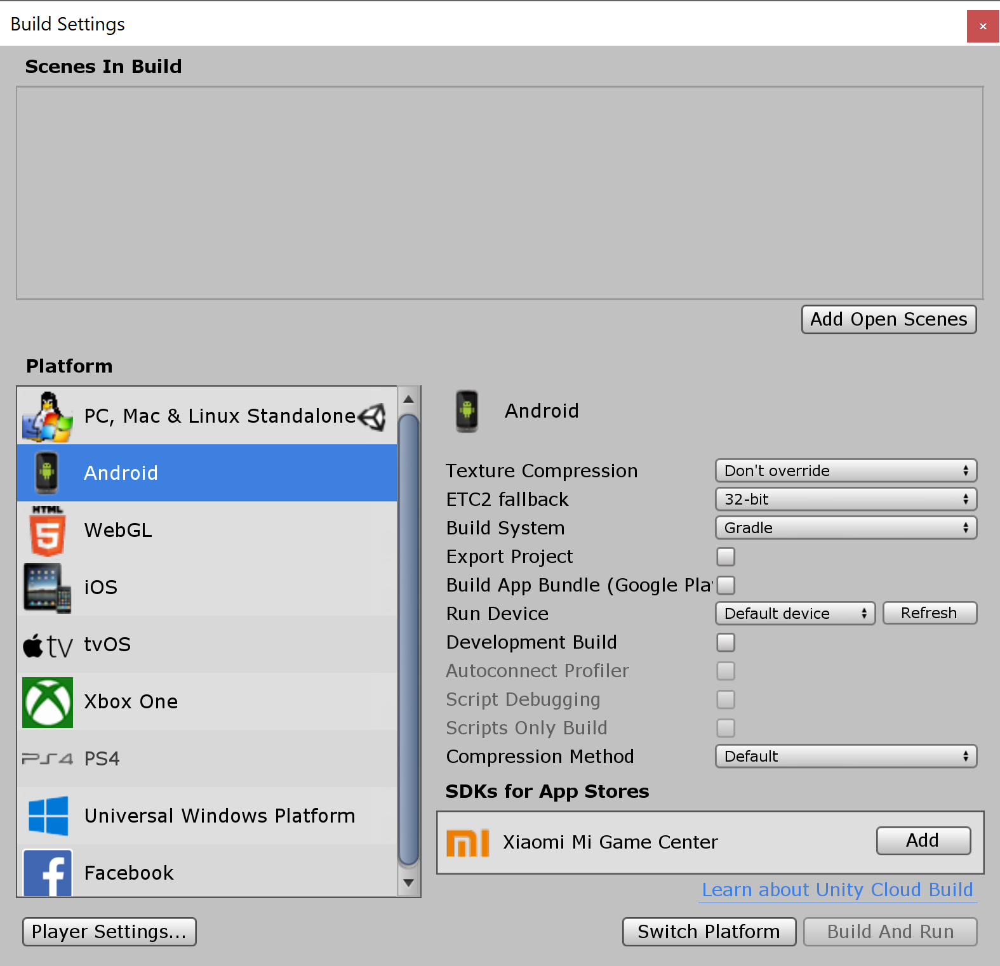 Build Settings
x
Scenes In Build
Add Open Scenes
Platform
PC, Mac & Linux Standalone
Android
HTML
5
WebGL
iOS
tv tvOS
Xbox One
PS4 PS4
Universal Windows Platform
f Facebook
Player Settings...
Android
Texture Compression Don't override
ETC2 fallback 32-bit
Build System Gradle
Export Project
Build App Bundle (Google Pla
Run Device Default device Refresh
Development Build
Autoconnect Profiler
Script Debugging
Scripts Only Build
Compression Method Default
SDKs for App Stores
mi Xiaomi Mi Game Center Add
Learn about Unity Cloud Build
Switch Platform Build And Run